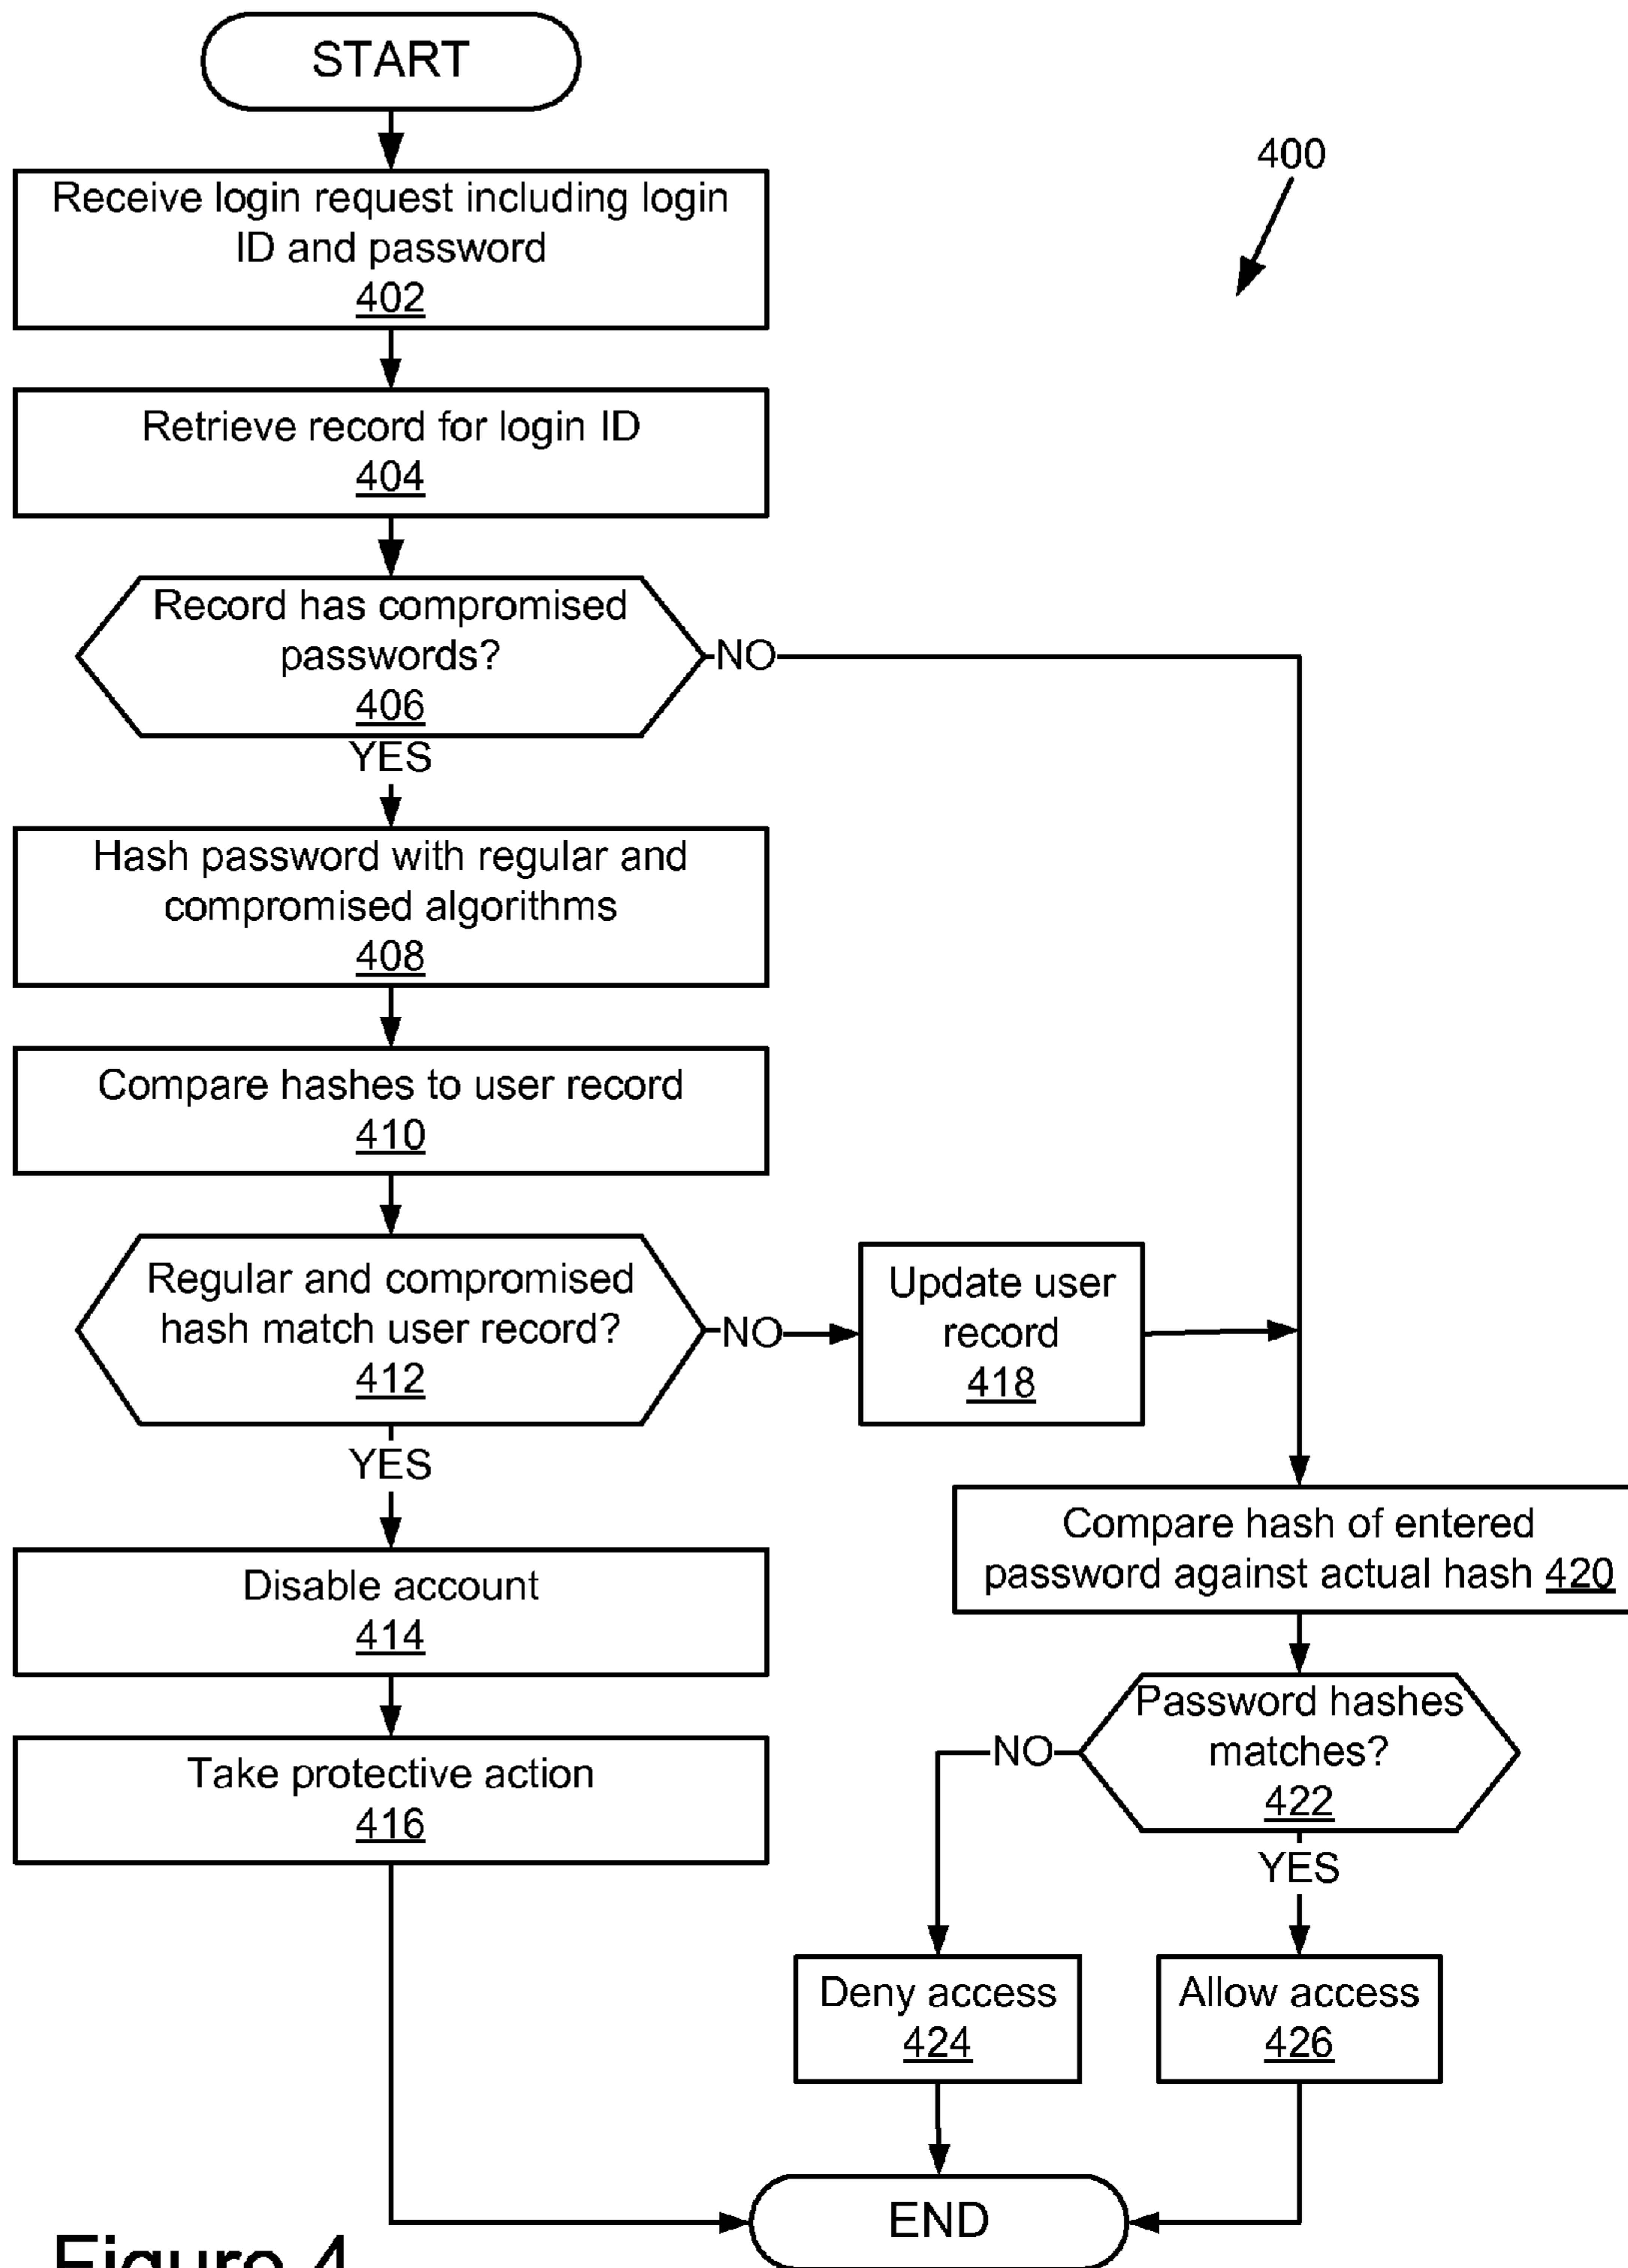 START
400
Receive login request including login
ID and password
402
Retrieve record for login ID
404
Record has compromised
passwords?
406
NO
YES
Hash password with regular and
compromised algorithms
408
Compare hashes to user record
410
Regular and compromised
hash match user record?
412
NO
Update user
record
418
YES
Disable account
414
Take protective action
416
Compare hash of entered
password against actual hash 420
Password hashes
matches?
422
NO
YES
Deny access
424
Allow access
426
END
Figure 4